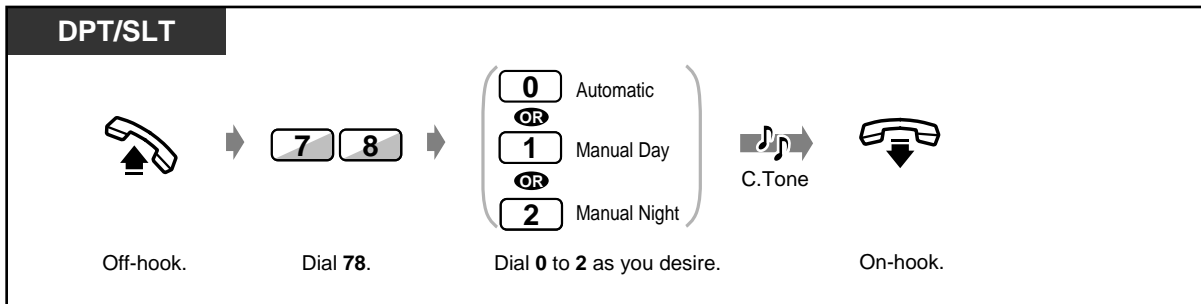 DPT/SLT
7 8
0 Automatic
OR
1 Manual Day
OR
2 Manual Night
C.Tone
Off-hook.
Dial 78.
Dial 0 to 2 as you desire.
On-hook.